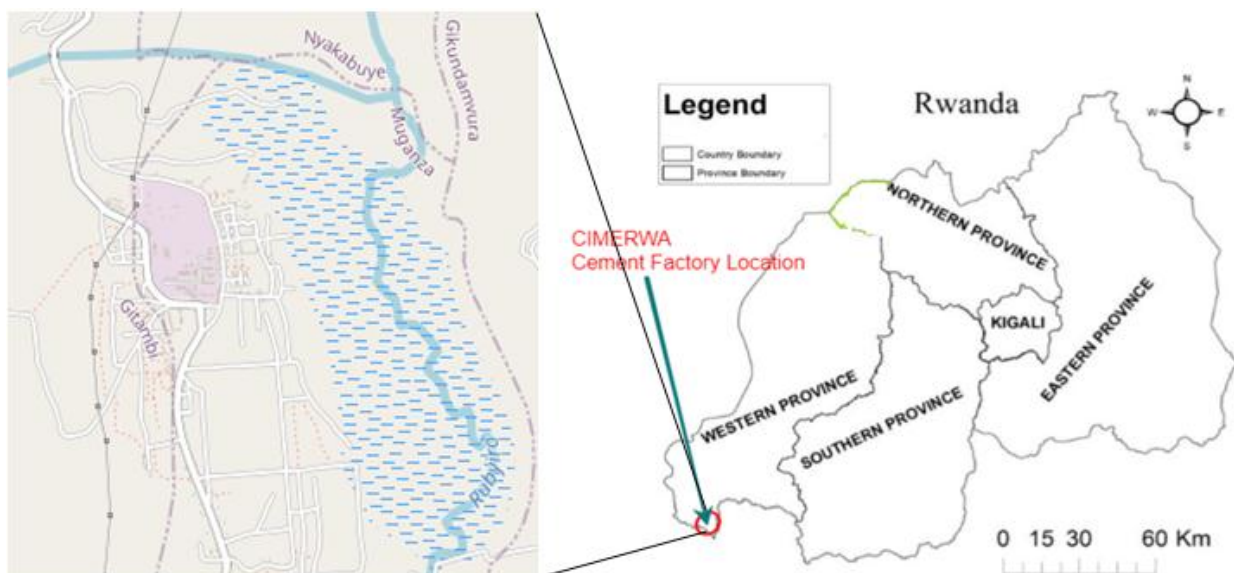 Nyakabuye
Gikundamvura
Muganza
Gitambi
Rubyiro
Legend
Country Boundary
Province Boundary
Rwanda
N
W E
S
CIMERWA
Cement Factory Location
NORTHERN PROVINCE
KIGALI
EASTERN PROVINCE
WESTERN PROVINCE
SOUTHERN PROVINCE
0 15 30 60 Km